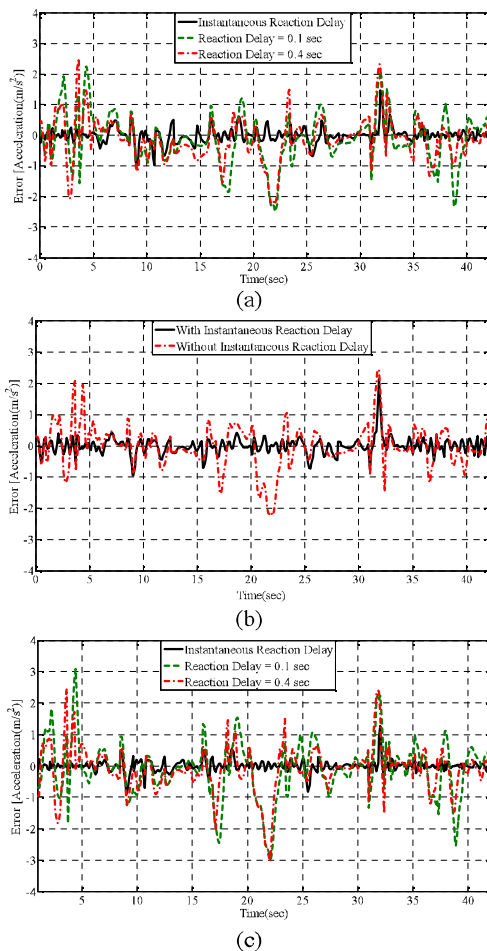 Instantancous Reaction Delay
Reaction Delay = 0.1 sec
Reaction Delay = 0.4 sec
Error [Acceleration(m/s²)]
4
3
2
1
0
-1
-2
-3
-4
0 5 10 15 20 25 30 35 40
Time(sec)
(a)
With Instantaneous Reaction Delay
Without Instantaneous Reaction Delay
Error [Acceleration(m/s²)]
4
3
2
1
0
-1
-2
-3
-4
0 5 10 15 20 25 30 35 40
Time(sec)
(b)
Instantaneous Reaction Delay
Reaction Delay = 0.1 sec
Reaction Delay = 0.4 sec
Error [Acceleration(m/s²)]
4
3
2
1
0
-1
-2
-3
-4
5 10 15 20 25 30 35 40
Time(sec)
(c)